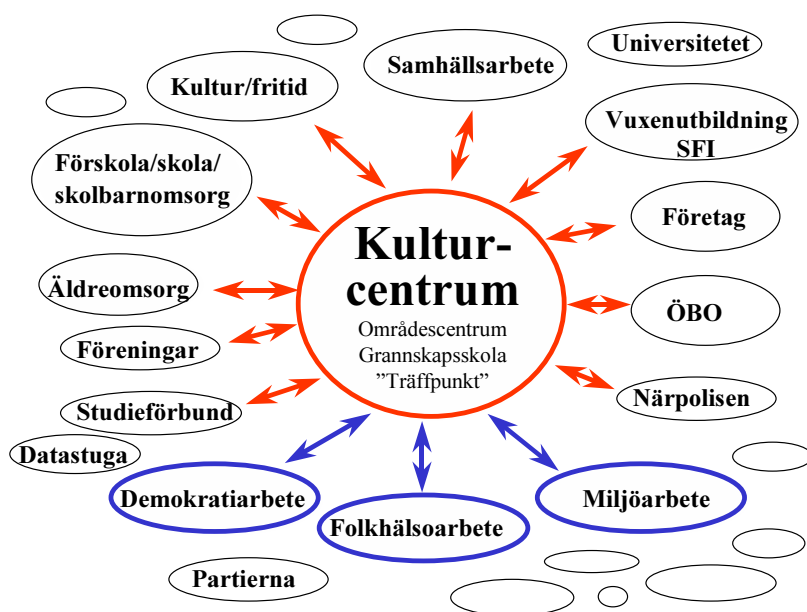 Universitetet
Samhällsarbete
Kultur/fritid
Vuxenutbildning
SFI
Förskola/skola/
skolbarnomsorg
Företag
Kultur-
centrum
Områdescentrum
Grannskapsskola
”Träffpunkt”
Äldreomsorg
ÖBO
Föreningar
Närpolisen
Studieförbund
Datastuga
Demokratiarbete
Folkhälsoarbete
Miljöarbete
Partierna